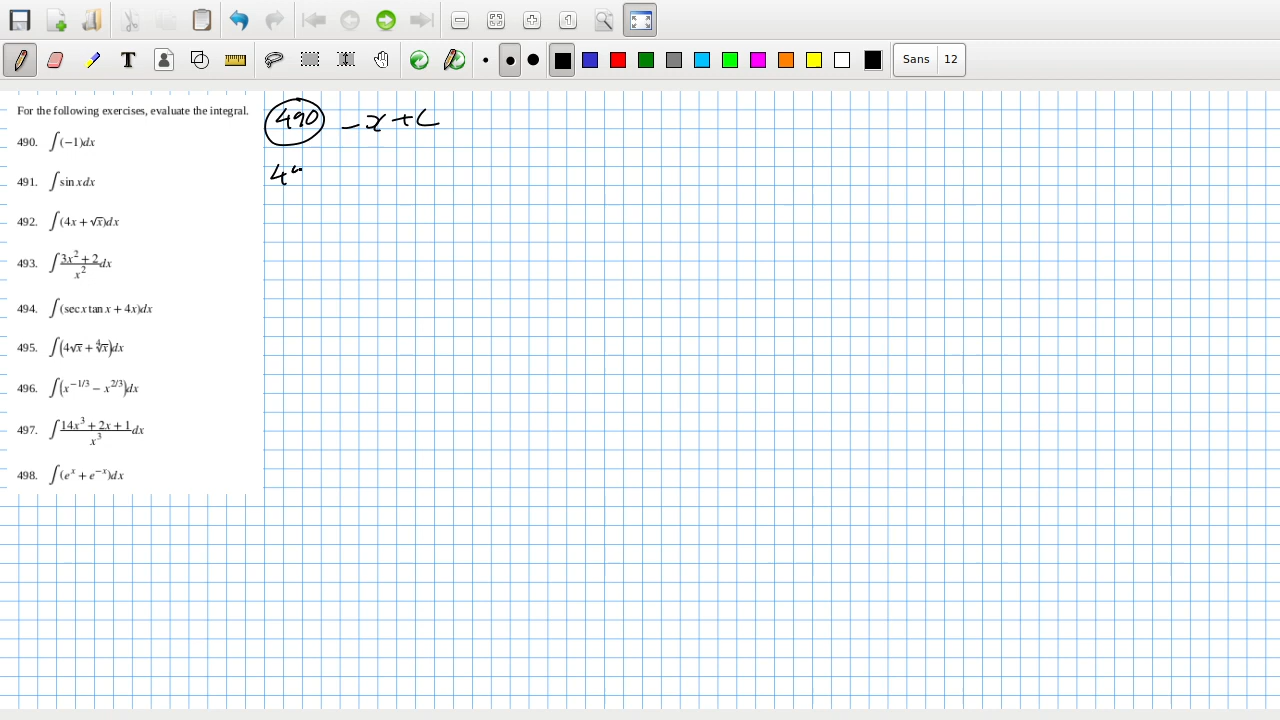 Sans 12
For the following exercises, evaluate the integral.
490. ∫(−1)dx
491. ∫sin x dx
492. ∫(4x + √x)dx
493. ∫(3x² + 2)/x² dx
494. ∫(sec x tan x + 4x)dx
495. ∫(4√x + ∜x)dx
496. ∫(x^(−1/3) − x^(2/3))dx
497. ∫(14x³ + 2x + 1)/x³ dx
498. ∫(eˣ + e⁻ˣ)dx
490 −x + C
4